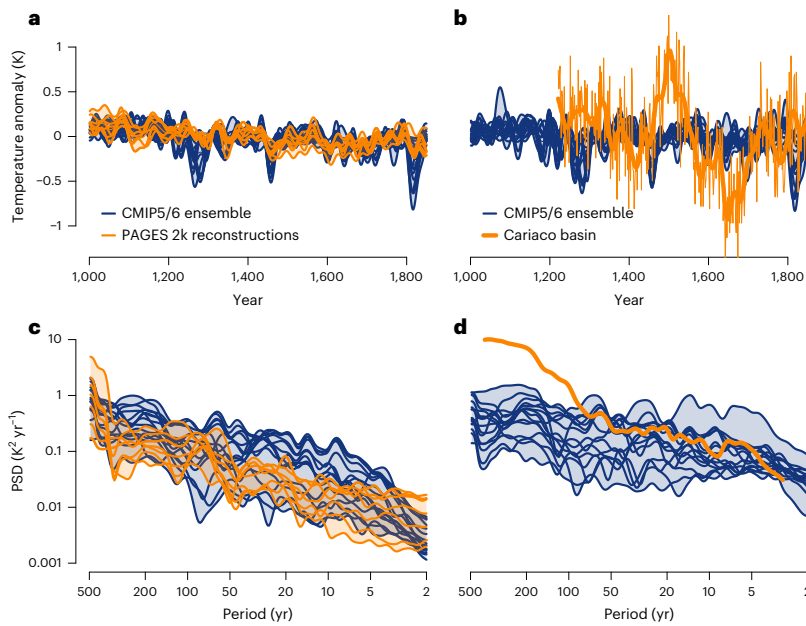 a
b
Temperature anomaly (K)
1
0.5
0
−0.5
−1
CMIP5/6 ensemble
PAGES 2k reconstructions
CMIP5/6 ensemble
Cariaco basin
1,000
1,200
1,400
1,600
1,800
1,000
1,200
1,400
1,600
1,800
Year
Year
c
d
PSD (K² yr⁻¹)
10
1
0.1
0.01
0.001
500
200
100
50
20
10
5
2
500
200
100
50
20
10
5
2
Period (yr)
Period (yr)